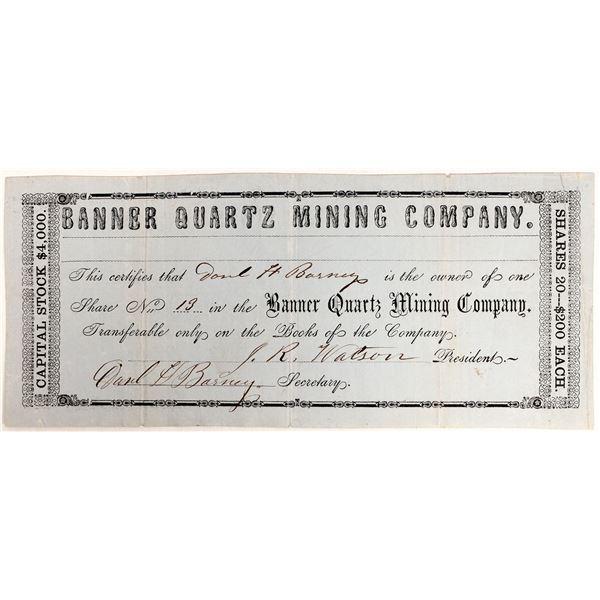 BANNER QUARTZ MINING COMPANY.
CAPITAL STOCK $4,000.
This certifies that Danl H Barney is the owner of one
Share No. 13 in the Banner Quartz Mining Company.
Transferable only on the Books of the Company.
J. R. Watson President.
Danl H Barney Secretary.
SHARES 20---$200 EACH.